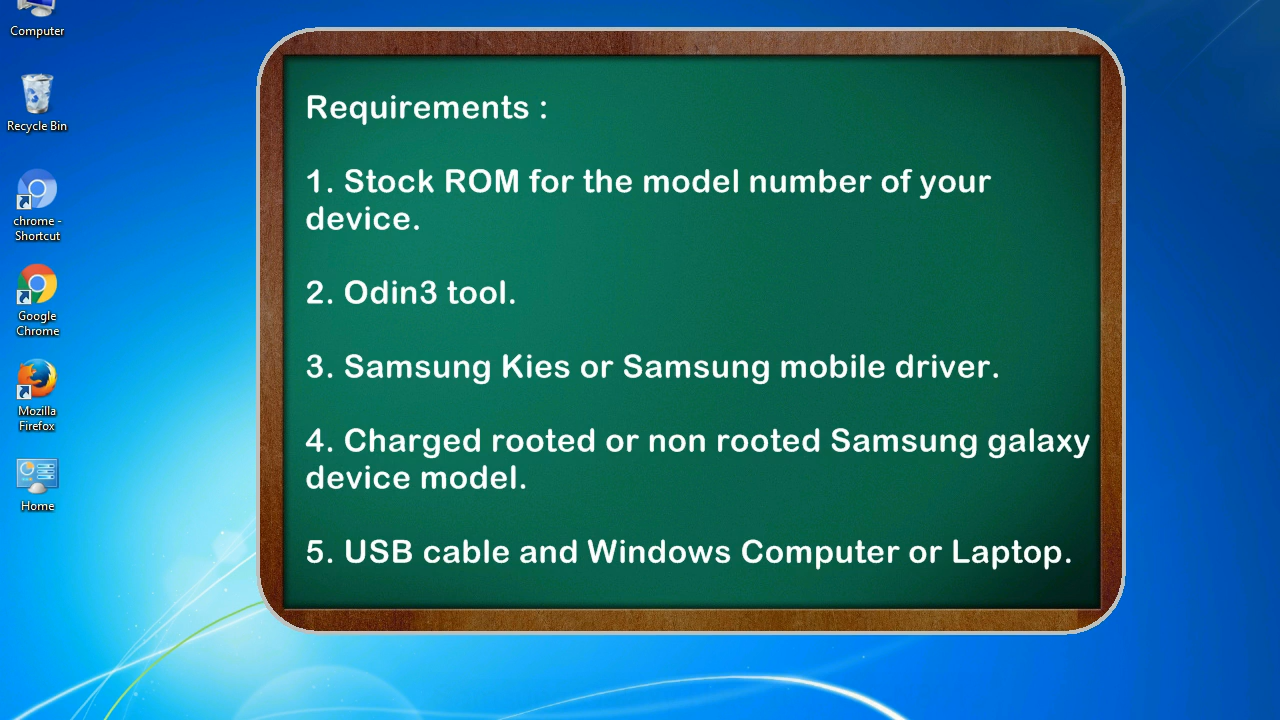 Computer
Recycle Bin
chrome -
Shortcut
Google
Chrome
Mozilla
Firefox
Home
Requirements :
1. Stock ROM for the model number of your
device.
2. Odin3 tool.
3. Samsung Kies or Samsung mobile driver.
4. Charged rooted or non rooted Samsung galaxy
device model.
5. USB cable and Windows Computer or Laptop.